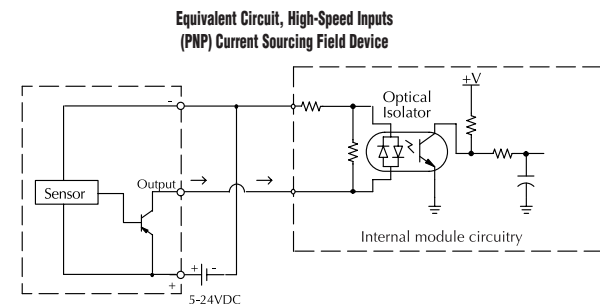 Equivalent Circuit, High-Speed Inputs
(PNP) Current Sourcing Field Device
+V
Optical
Isolator
-
Output
Sensor
Internal module circuitry
+ -
+
5-24VDC